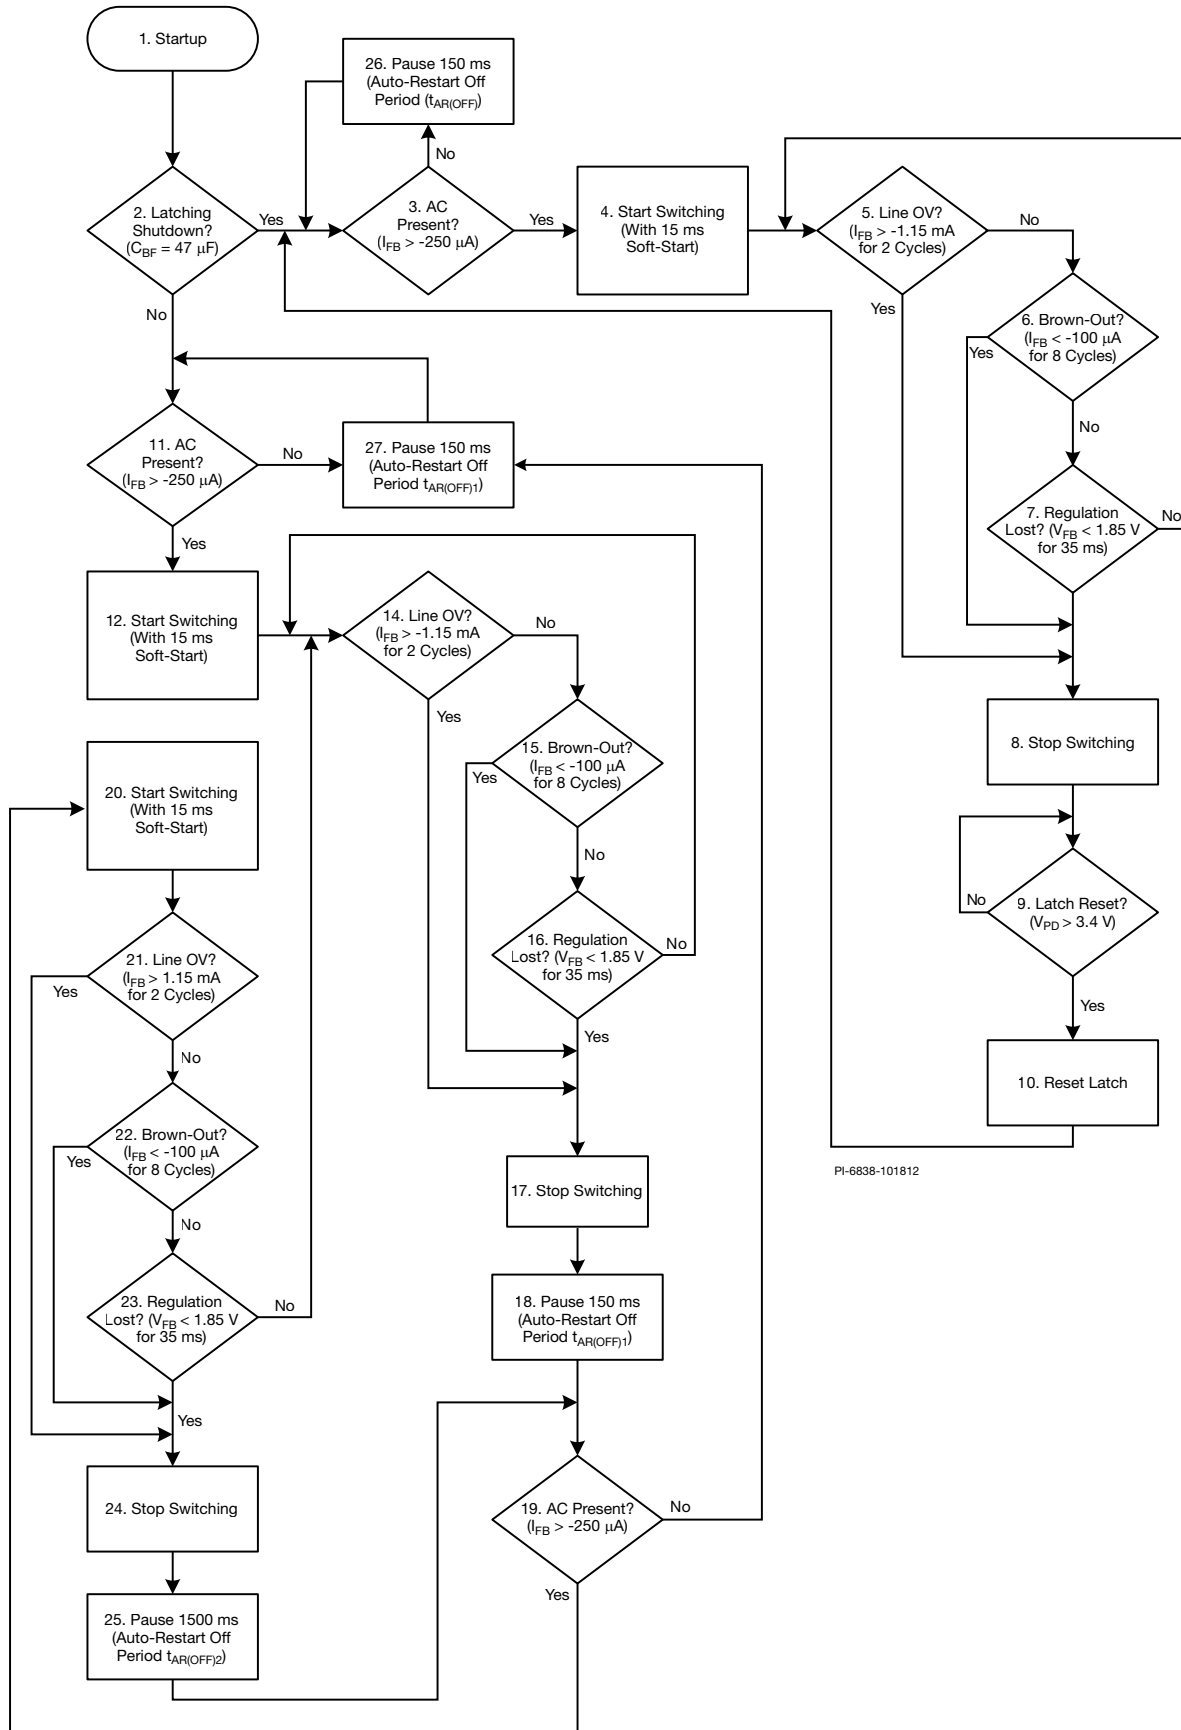 1. Startup
2. Latching
Shutdown?
(CBF = 47 µF)
Yes
No
26. Pause 150 ms
(Auto-Restart Off
Period (tAR(OFF))
No
3. AC
Present?
(IFB > -250 µA)
Yes
4. Start Switching
(With 15 ms
Soft-Start)
5. Line OV?
(IFB > -1.15 mA
for 2 Cycles)
No
Yes
6. Brown-Out?
(IFB < -100 µA
for 8 Cycles)
Yes
No
7. Regulation
Lost? (VFB < 1.85 V
for 35 ms)
No
8. Stop Switching
9. Latch Reset?
(VPD > 3.4 V)
No
Yes
10. Reset Latch
PI-6838-101812
11. AC
Present?
(IFB > -250 µA)
No
Yes
27. Pause 150 ms
(Auto-Restart Off
Period tAR(OFF)1)
12. Start Switching
(With 15 ms
Soft-Start)
14. Line OV?
(IFB > -1.15 mA
for 2 Cycles)
No
Yes
15. Brown-Out?
(IFB < -100 µA
for 8 Cycles)
Yes
No
16. Regulation
Lost? (VFB < 1.85 V
for 35 ms)
No
Yes
17. Stop Switching
18. Pause 150 ms
(Auto-Restart Off
Period tAR(OFF)1)
19. AC Present?
(IFB > -250 µA)
No
Yes
20. Start Switching
(With 15 ms
Soft-Start)
21. Line OV?
(IFB > 1.15 mA
for 2 Cycles)
Yes
No
22. Brown-Out?
(IFB < -100 µA
for 8 Cycles)
Yes
No
23. Regulation
Lost? (VFB < 1.85 V
for 35 ms)
No
Yes
24. Stop Switching
25. Pause 1500 ms
(Auto-Restart Off
Period tAR(OFF)2)